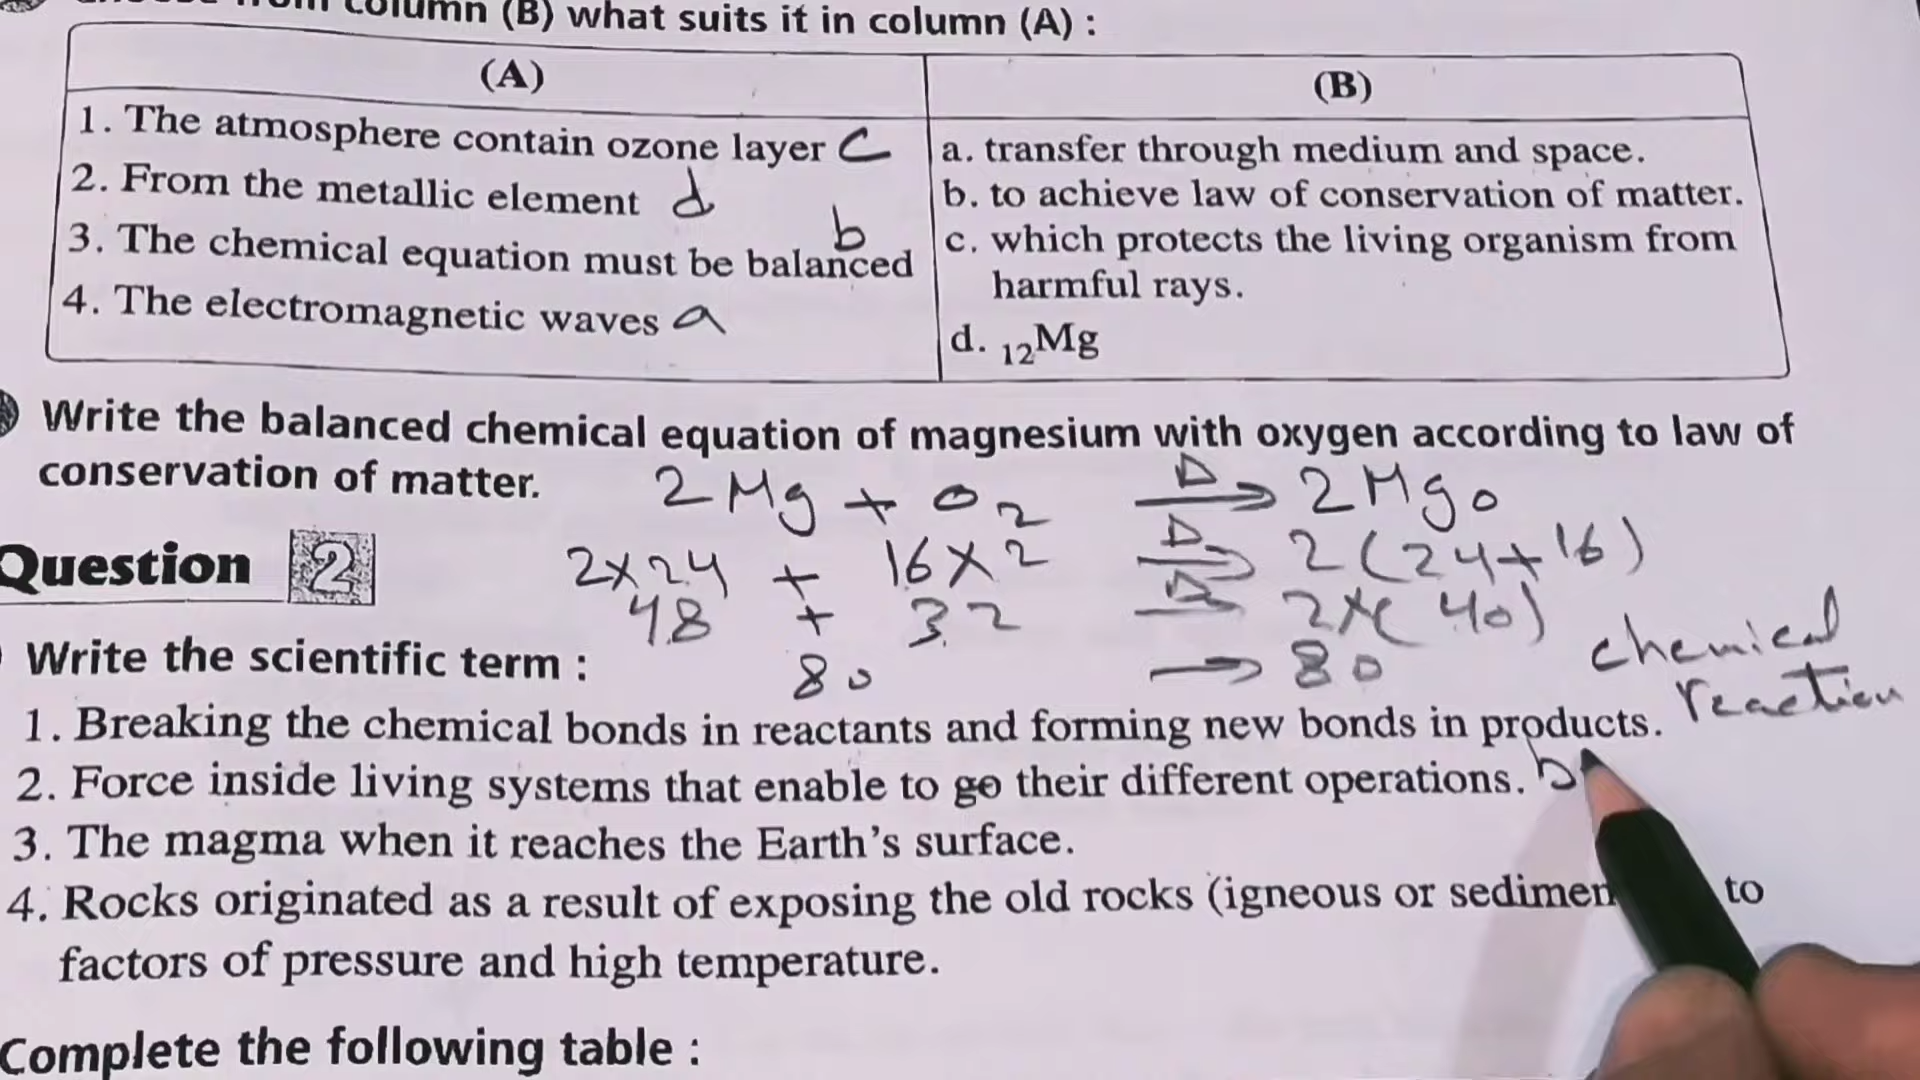 column (B) what suits it in column (A) :
(A) (B)
1. The atmosphere contain ozone layer c
2. From the metallic element d
3. The chemical equation must be balanced b
4. The electromagnetic waves a
a. transfer through medium and space.
b. to achieve law of conservation of matter.
c. which protects the living organism from
harmful rays.
d. ₁₂Mg
Write the balanced chemical equation of magnesium with oxygen according to law of
conservation of matter.
2Mg + O₂ —Δ→ 2MgO
2×24 + 16×2 —Δ→ 2(24+16)
48 + 32 —Δ→ 2×(40)
80 → 80
Question 2
Write the scientific term :
1. Breaking the chemical bonds in reactants and forming new bonds in products. chemical
reaction
2. Force inside living systems that enable to go their different operations.
3. The magma when it reaches the Earth's surface.
4. Rocks originated as a result of exposing the old rocks (igneous or to
factors of pressure and high temperature.
Complete the following table :